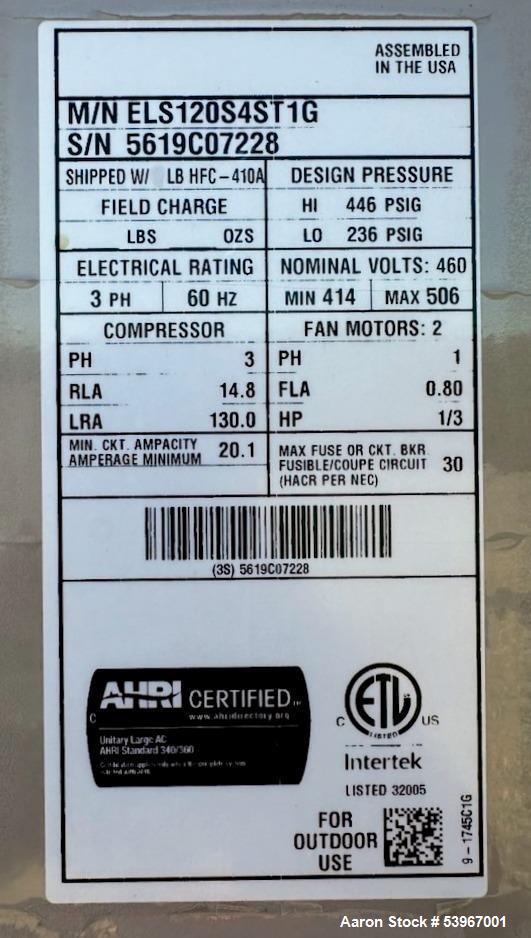 ASSEMBLED
IN THE USA
M/N ELS120S4ST1G
S/N 5619C07228
SHIPPED W/ LB HFC-410A
DESIGN PRESSURE
FIELD CHARGE
HI 446 PSIG
LBS OZS
LO 236 PSIG
ELECTRICAL RATING
NOMINAL VOLTS: 460
3 PH 60 HZ
MIN 414 MAX 506
COMPRESSOR
FAN MOTORS: 2
PH 3
PH 1
RLA 14.8
FLA 0.80
LRA 130.0
HP 1/3
MIN. CKT. AMPACITY
AMPERAGE MINIMUM 20.1
MAX FUSE OR CKT. BKR.
FUSIBLE/COUPE CIRCUIT 30
(HACR PER NEC)
(3S) 5619C07228
AHRI CERTIFIED TM
www.ahridirectory.org
Unitary Large AC
AHRI Standard 340/360
C ETL US
LISTED
Intertek
LISTED 32005
FOR
OUTDOOR
USE
9-1745C1G
Aaron Stock # 53967001